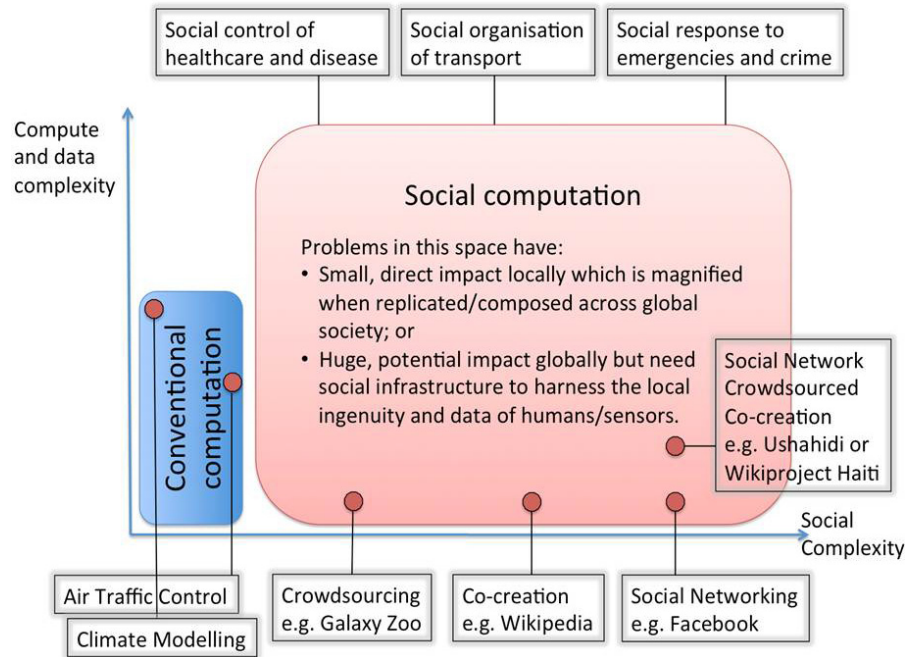 Social control of
healthcare and disease
Social organisation
of transport
Social response to
emergencies and crime
Compute
and data
complexity
Social computation
Problems in this space have:
• Small, direct impact locally which is magnified
when replicated/composed across global
society; or
• Huge, potential impact globally but need
social infrastructure to harness the local
ingenuity and data of humans/sensors.
Conventional
computation
Social Network
Crowdsourced
Co-creation
e.g. Ushahidi or
Wikiproject Haiti
Social
Complexity
Air Traffic Control
Climate Modelling
Crowdsourcing
e.g. Galaxy Zoo
Co-creation
e.g. Wikipedia
Social Networking
e.g. Facebook